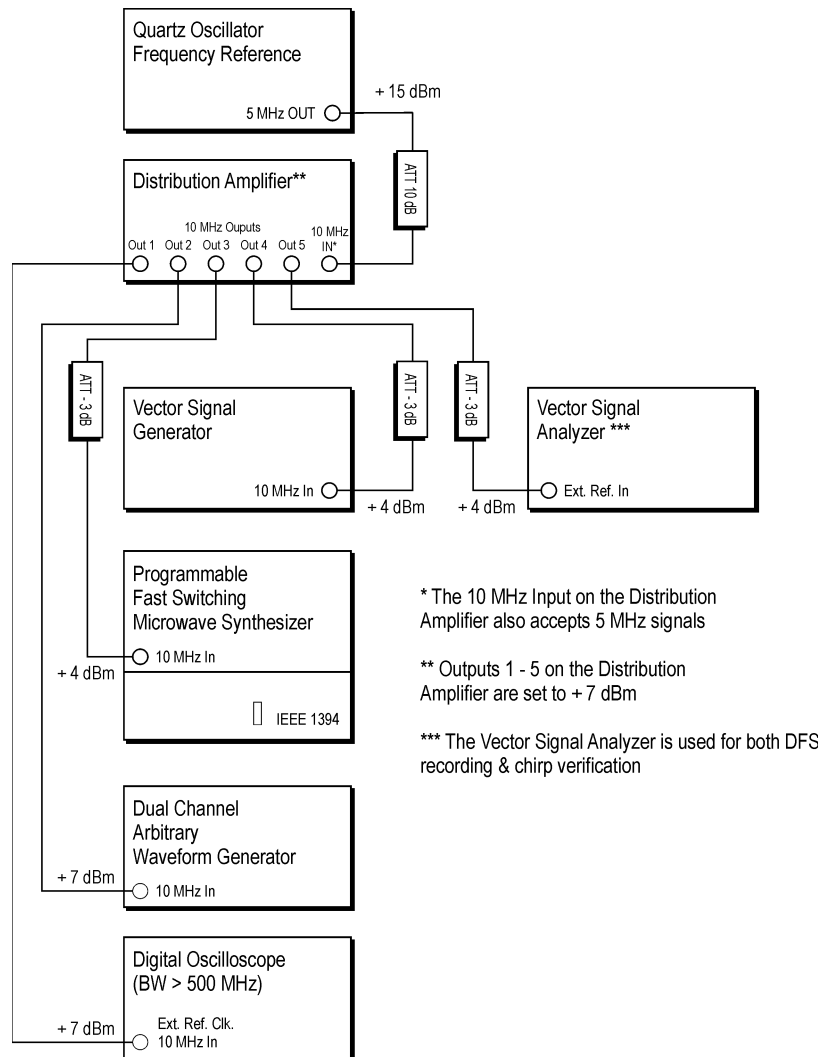 Quartz Oscillator
Frequency Reference
+ 15 dBm
5 MHz OUT
ATT 10 dB
Distribution Amplifier**
10 MHz Ouputs
10 MHz
Out 1 Out 2 Out 3 Out 4 Out 5 IN*
ATT - 3 dB
ATT - 3 dB
ATT - 3 dB
Vector Signal
Generator
10 MHz In
+ 4 dBm
Vector Signal
Analyzer ***
Ext. Ref. In
+ 4 dBm
Programmable
Fast Switching
Microwave Synthesizer
10 MHz In
+ 4 dBm
IEEE 1394
* The 10 MHz Input on the Distribution
Amplifier also accepts 5 MHz signals
** Outputs 1 - 5 on the Distribution
Amplifier are set to + 7 dBm
*** The Vector Signal Analyzer is used for both DFS
recording & chirp verification
Dual Channel
Arbitrary
Waveform Generator
+ 7 dBm
10 MHz In
Digital Oscilloscope
(BW > 500 MHz)
Ext. Ref. Clk.
+ 7 dBm
10 MHz In